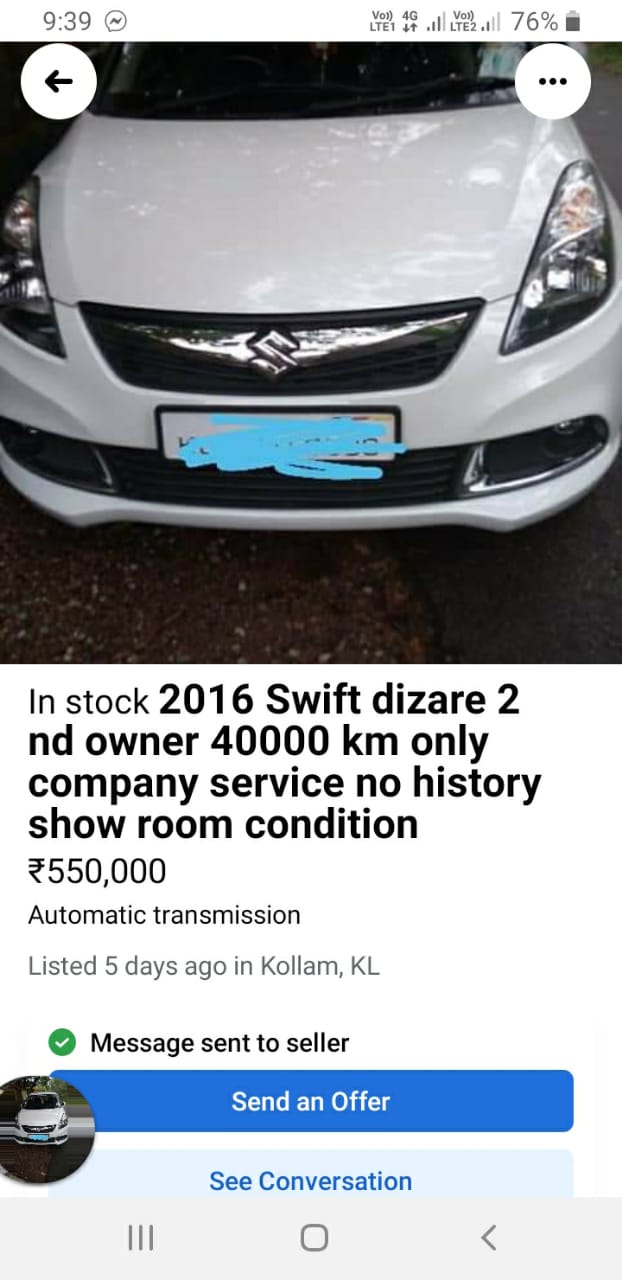 9:39 Vo)) LTE1 4G Vo)) LTE2 76%
In stock 2016 Swift dizare 2
nd owner 40000 km only
company service no history
show room condition
₹550,000
Automatic transmission
Listed 5 days ago in Kollam, KL
Message sent to seller
Send an Offer
See Conversation